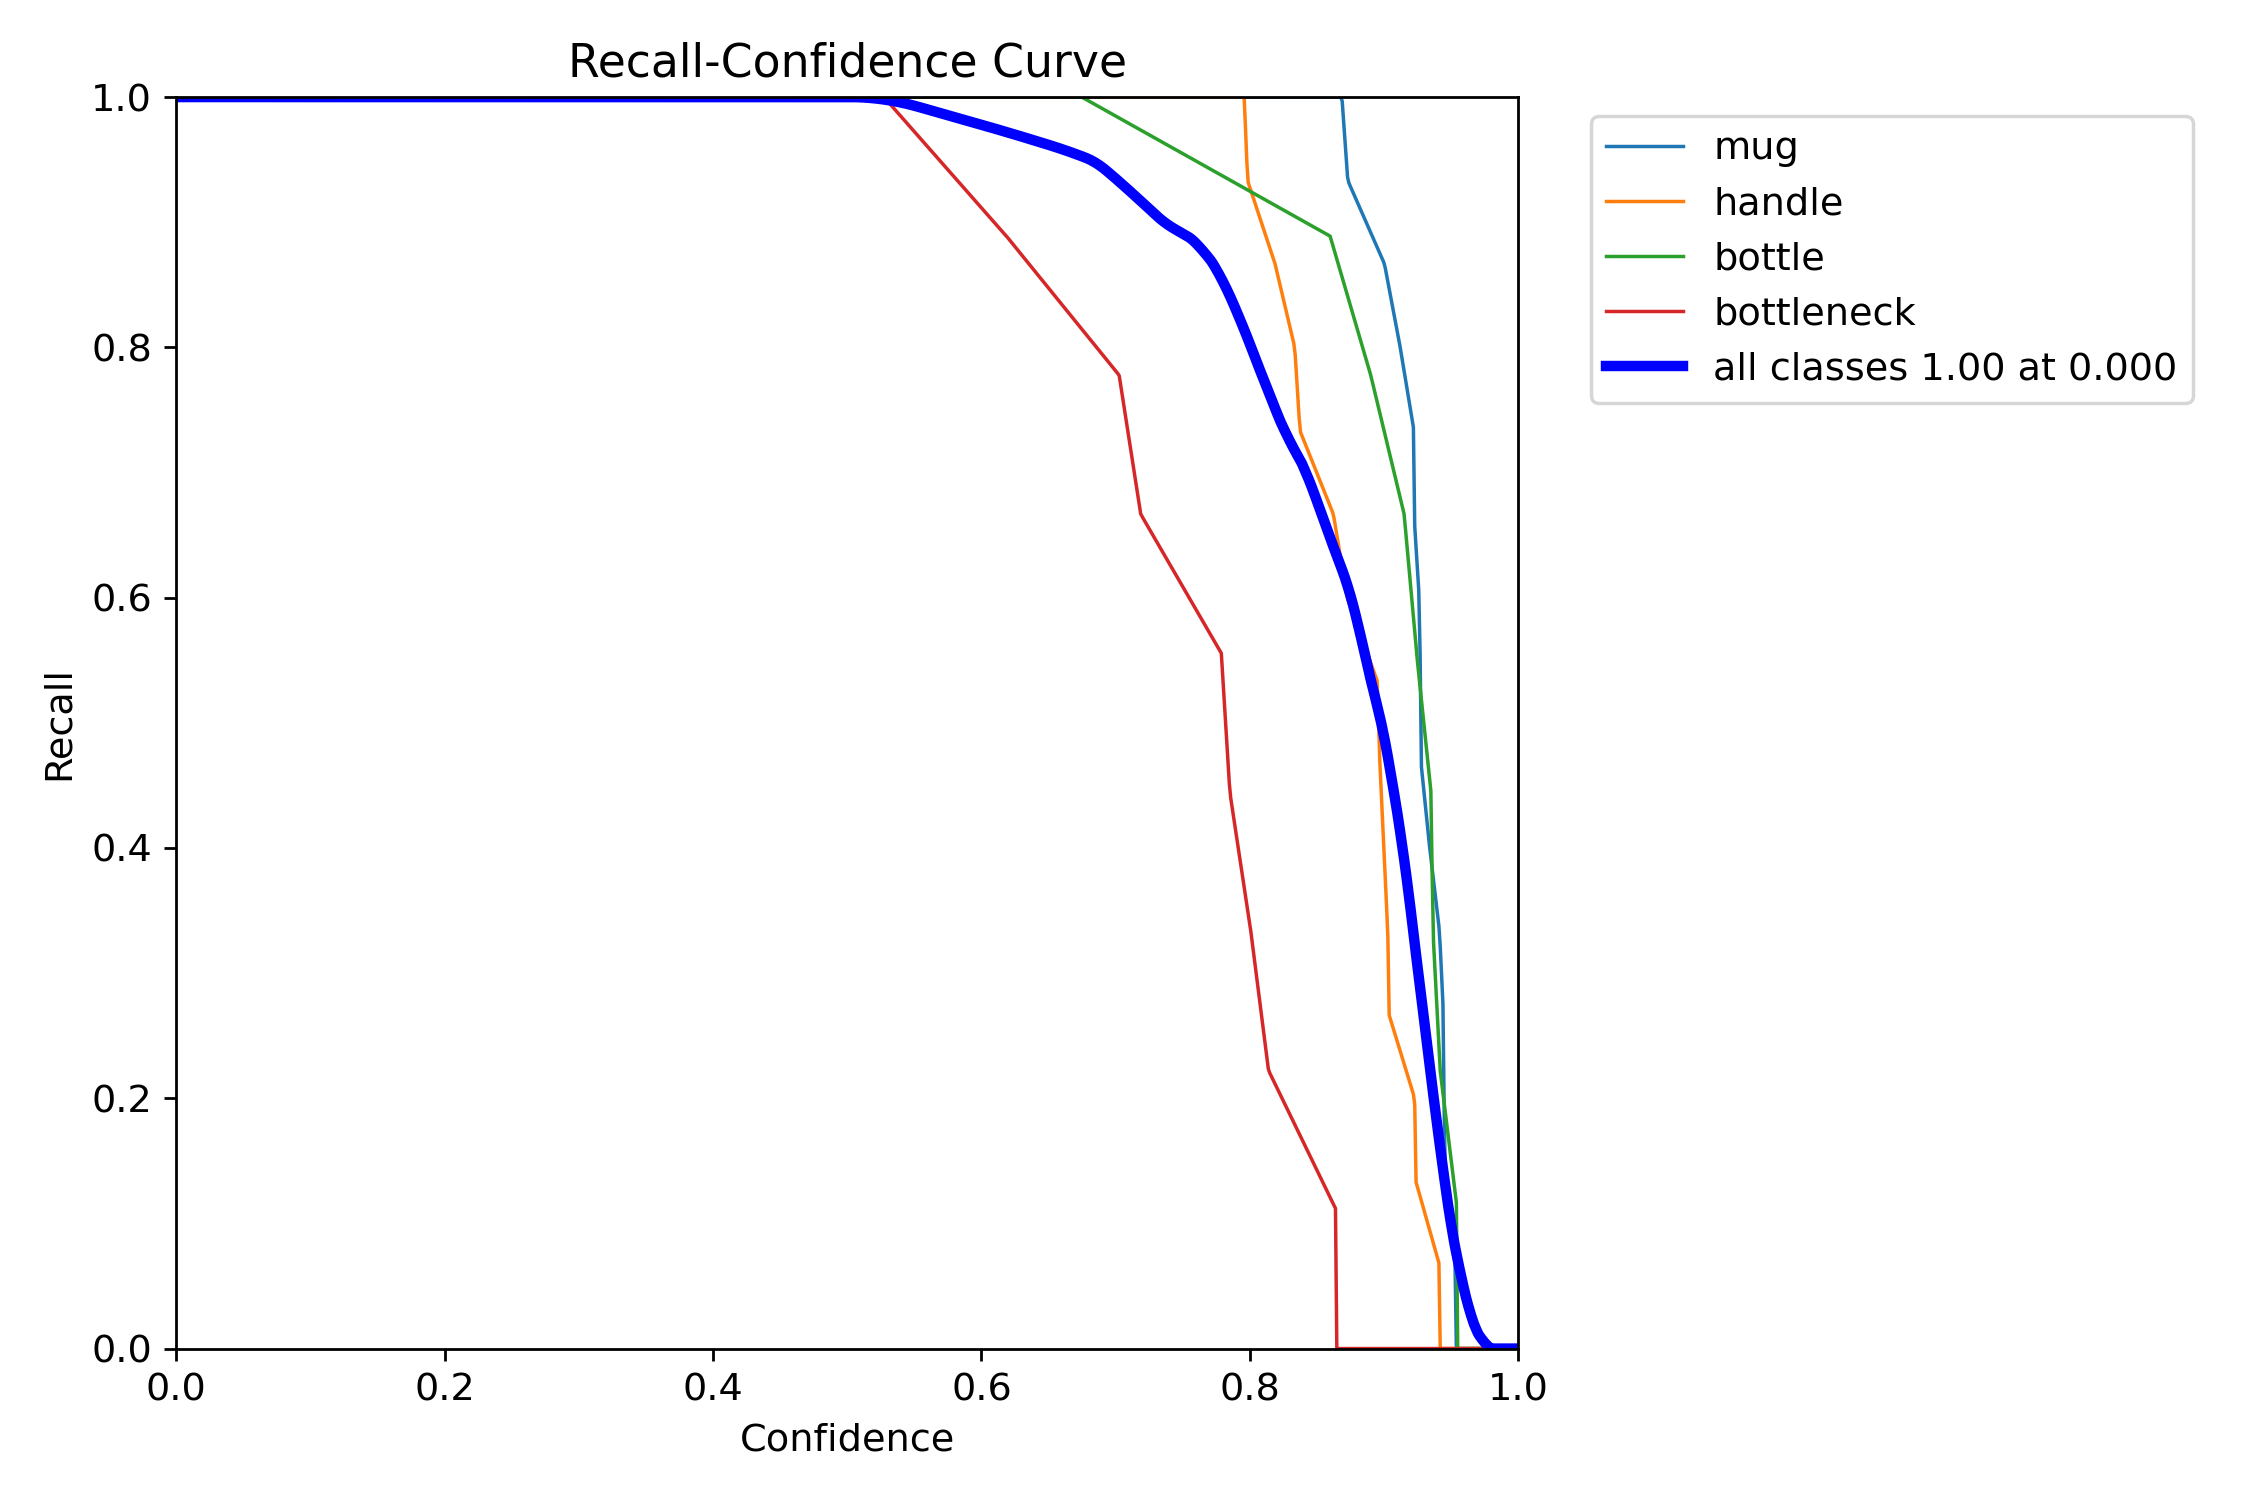 Recall-Confidence Curve
1.0
0.8
0.6
0.4
0.2
0.0
Recall
0.0 0.2 0.4 0.6 0.8 1.0
Confidence
mug
handle
bottle
bottleneck
all classes 1.00 at 0.000